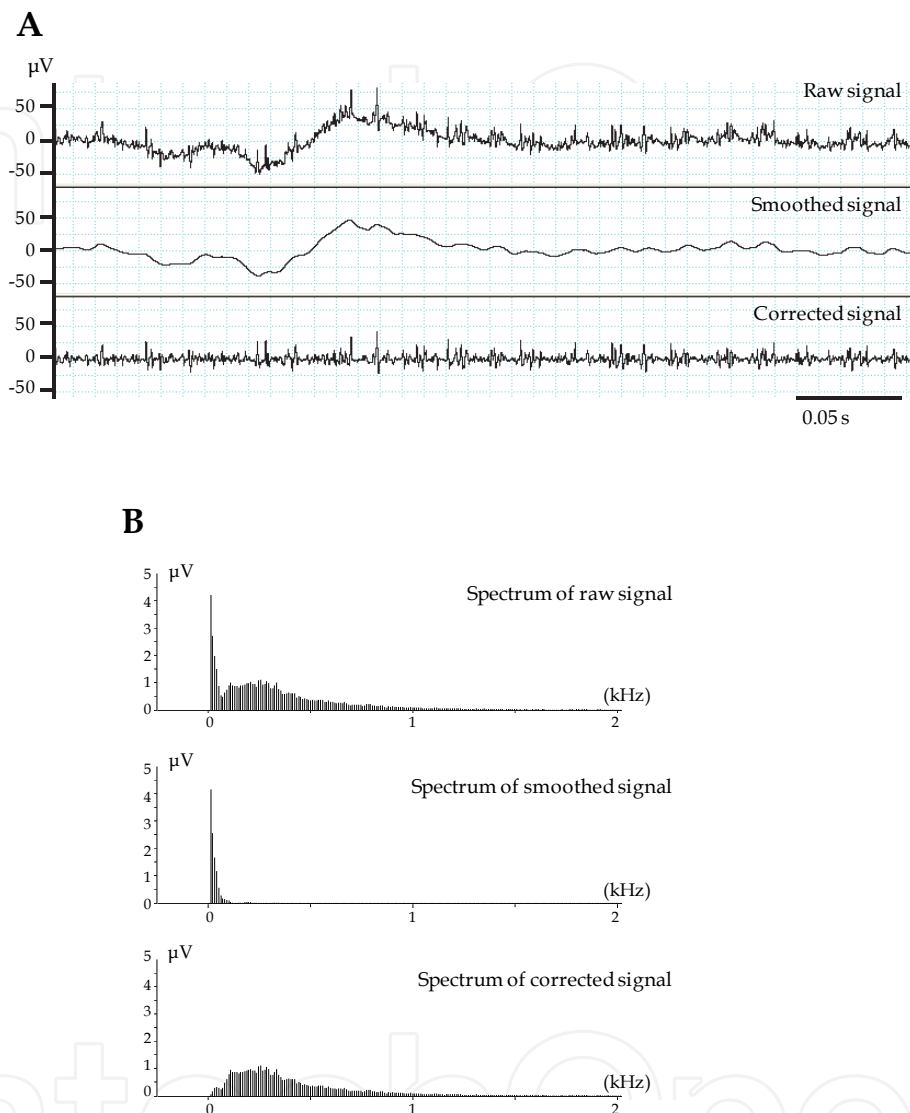 A
µV
Raw signal
50
0
-50
Smoothed signal
50
0
-50
Corrected signal
50
0
-50
0.05 s
B
µV
5
4
3
2
1
0
Spectrum of raw signal
(kHz)
0 1 2
µV
5
4
3
2
1
0
Spectrum of smoothed signal
(kHz)
0 1 2
µV
5
4
3
2
1
0
Spectrum of corrected signal
(kHz)
0 1 2